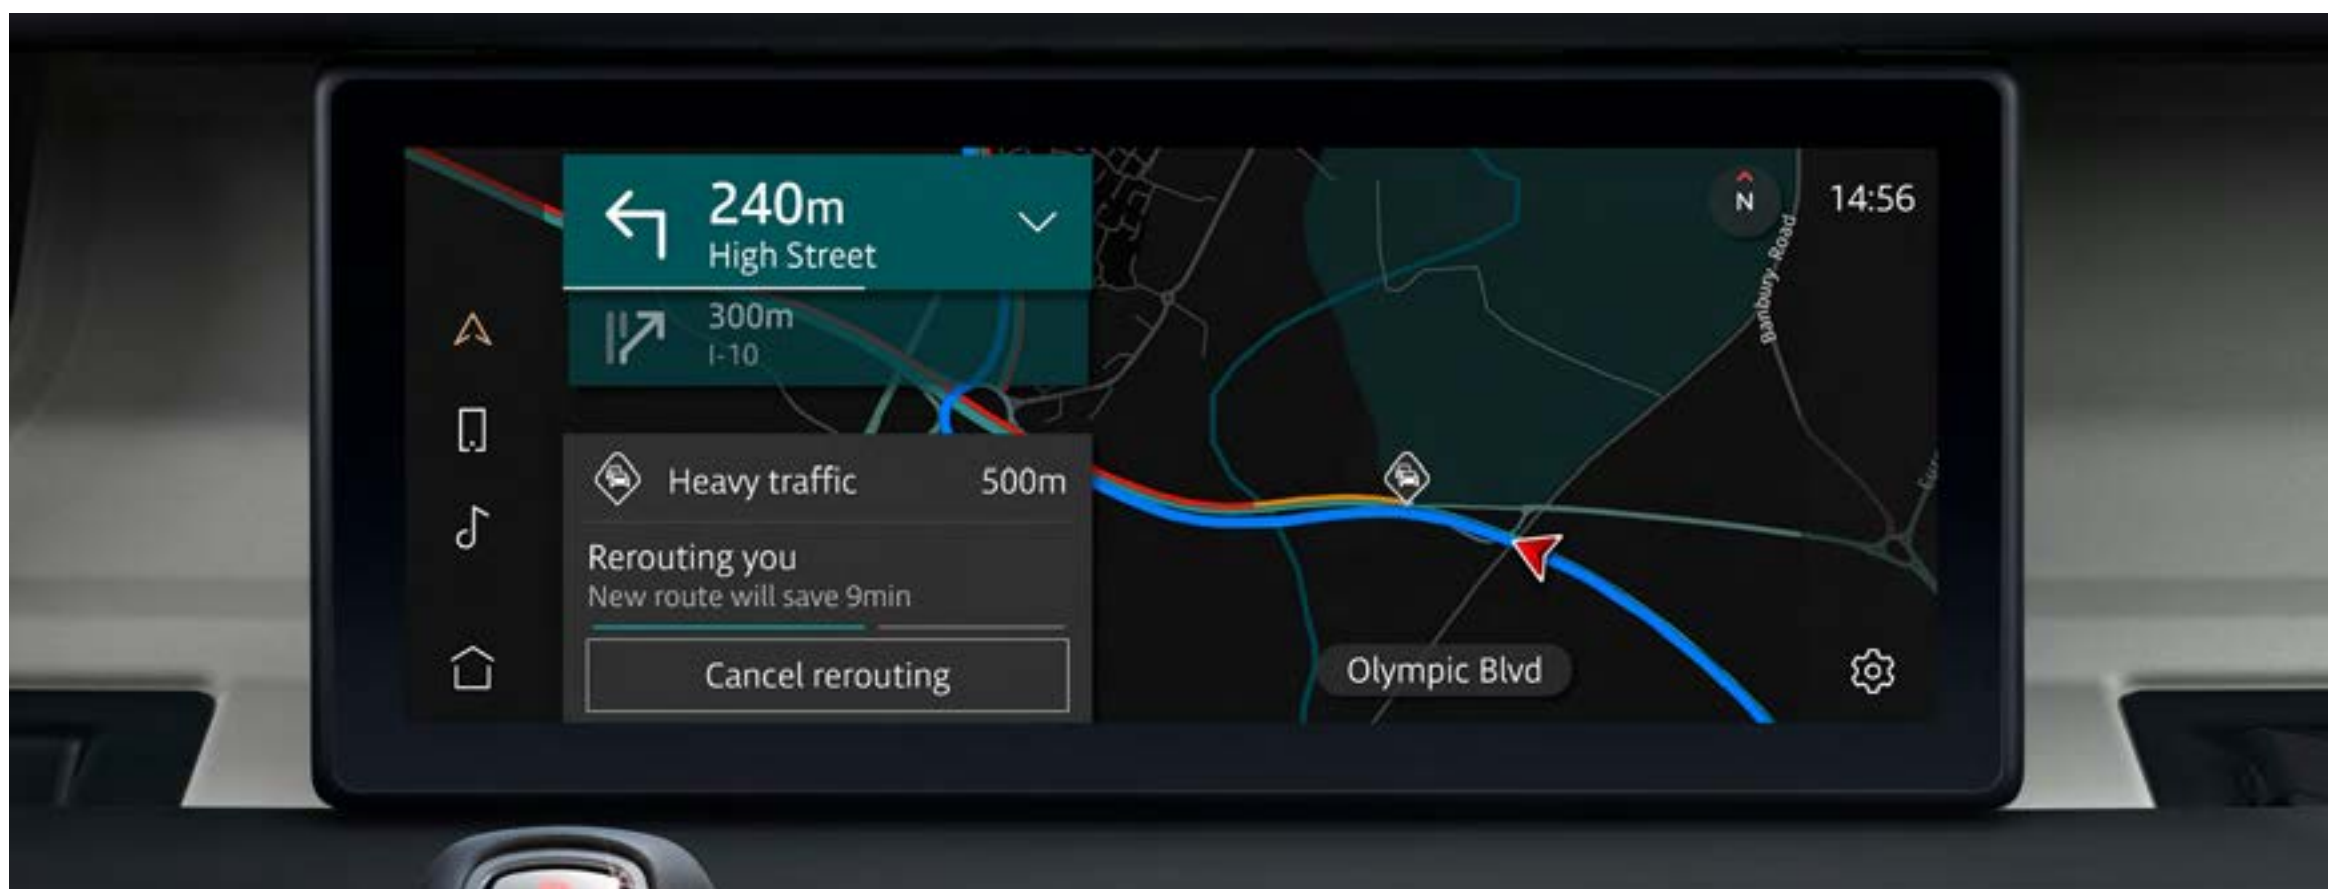 240m
High Street
300m
I-10
Heavy traffic 500m
Rerouting you
New route will save 9min
Cancel rerouting
N
14:56
Banbury Road
Olympic Blvd